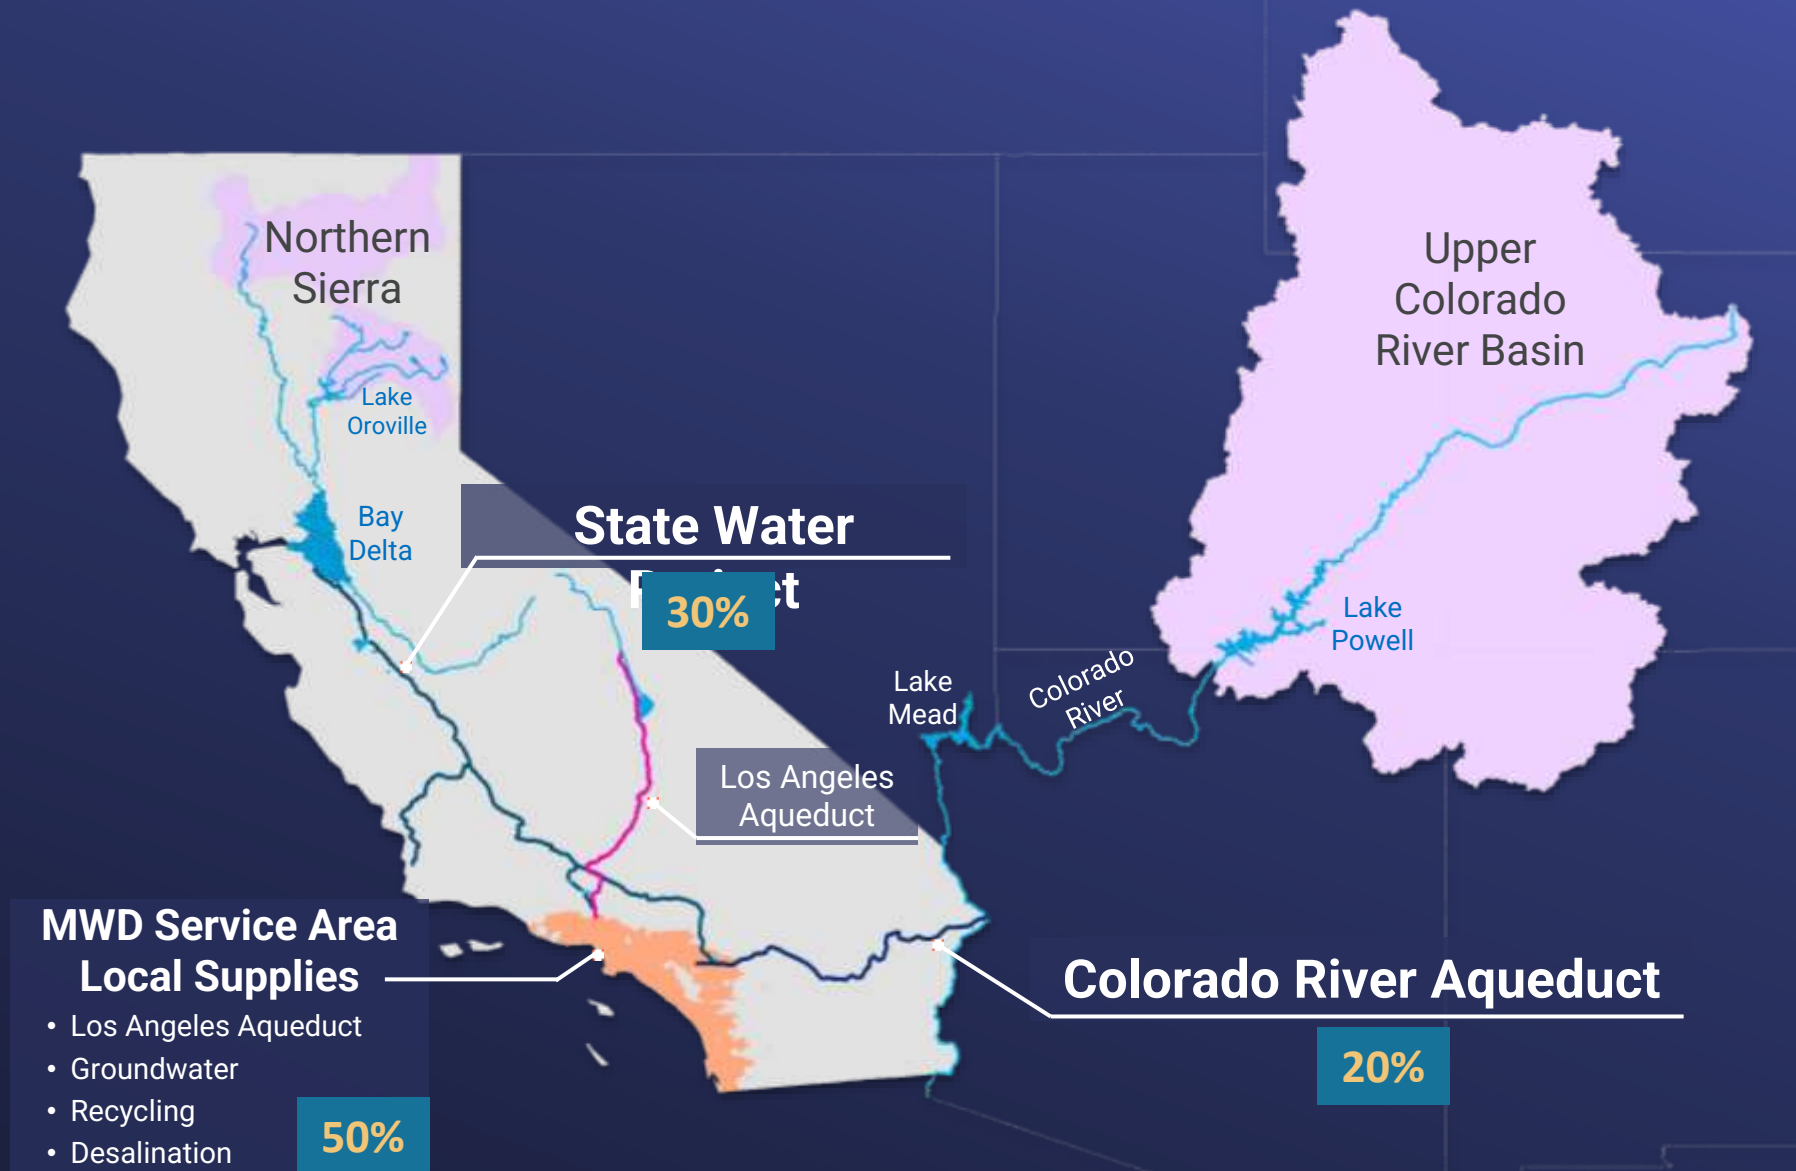 Northern
Sierra
Lake
Oroville
Bay
Delta
State Water
30%
Upper
Colorado
River Basin
Lake
Powell
Lake
Mead
Colorado
River
Los Angeles
Aqueduct
MWD Service Area
Local Supplies
• Los Angeles Aqueduct
• Groundwater
• Recycling
• Desalination
50%
Colorado River Aqueduct
20%